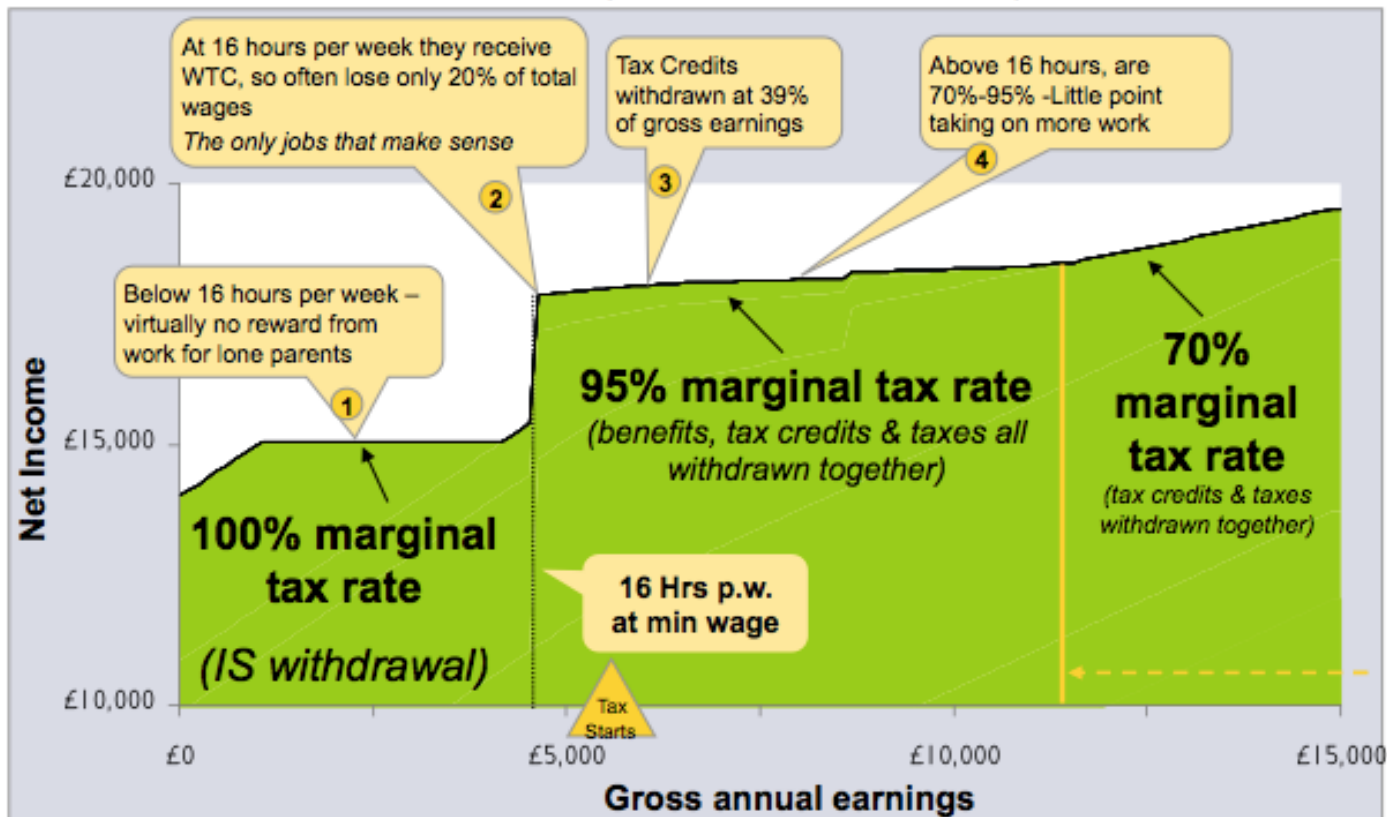 At 16 hours per week they receive
WTC, so often lose only 20% of total
wages
The only jobs that make sense
2
Tax Credits
withdrawn at 39%
of gross earnings
3
Above 16 hours, are
70%-95% -Little point
taking on more work
4
Below 16 hours per week –
virtually no reward from
work for lone parents
1
Net Income
£20,000
£15,000
£10,000
100% marginal
tax rate
(IS withdrawal)
95% marginal tax rate
(benefits, tax credits & taxes all
withdrawn together)
70%
marginal
tax rate
(tax credits & taxes
withdrawn together)
16 Hrs p.w.
at min wage
Tax
Starts
£0
£5,000
£10,000
£15,000
Gross annual earnings